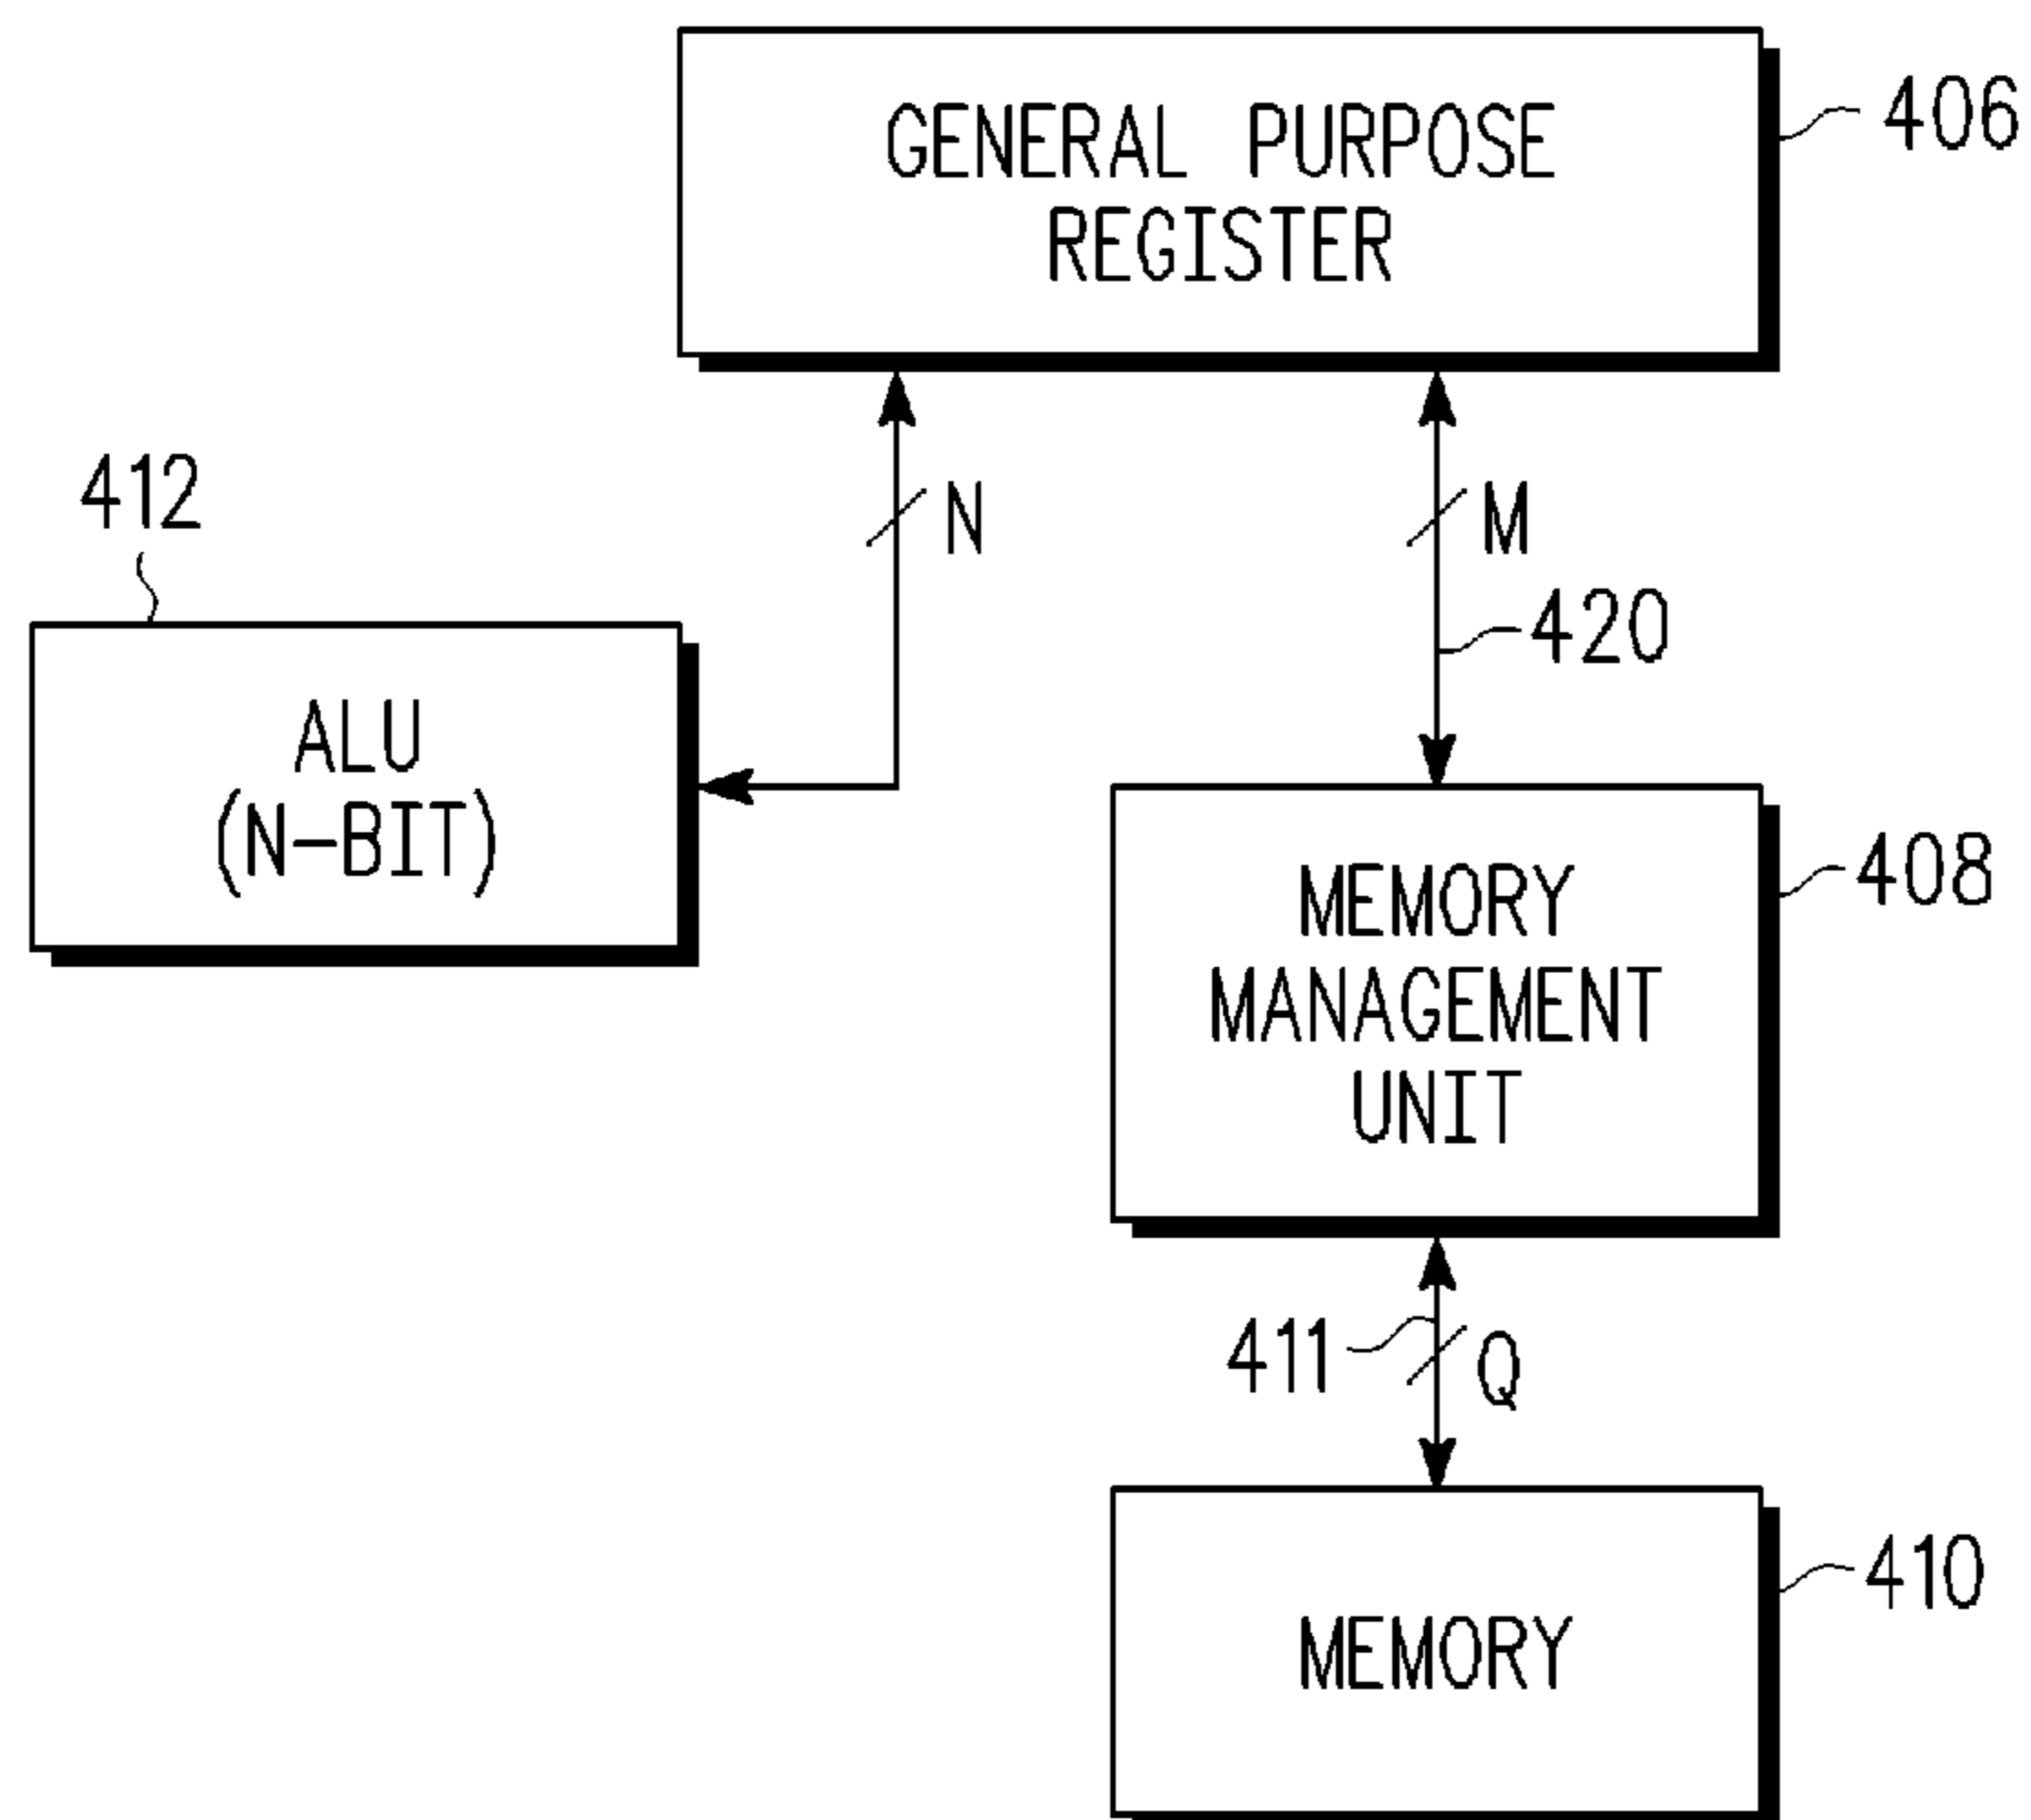 GENERAL PURPOSE
REGISTER
406
412
N
M
420
ALU
(N-BIT)
MEMORY
MANAGEMENT
UNIT
408
411
Q
MEMORY
410